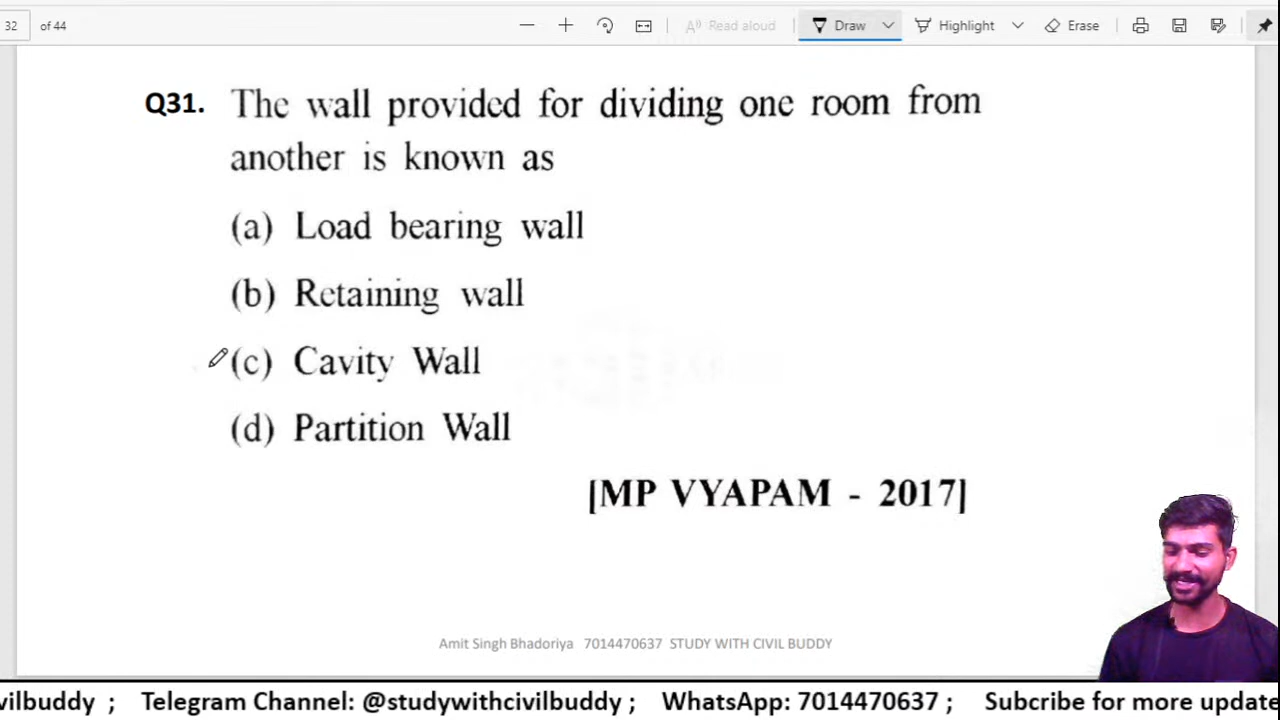 32 of 44 Read aloud Draw Highlight Erase
Q31. The wall provided for dividing one room from
another is known as
(a) Load bearing wall
(b) Retaining wall
(c) Cavity Wall
(d) Partition Wall
[MP VYAPAM - 2017]
Amit Singh Bhadoriya 7014470637 STUDY WITH CIVIL BUDDY
vilbuddy ; Telegram Channel: @studywithcivilbuddy ; WhatsApp: 7014470637 ; Subcribe for more update